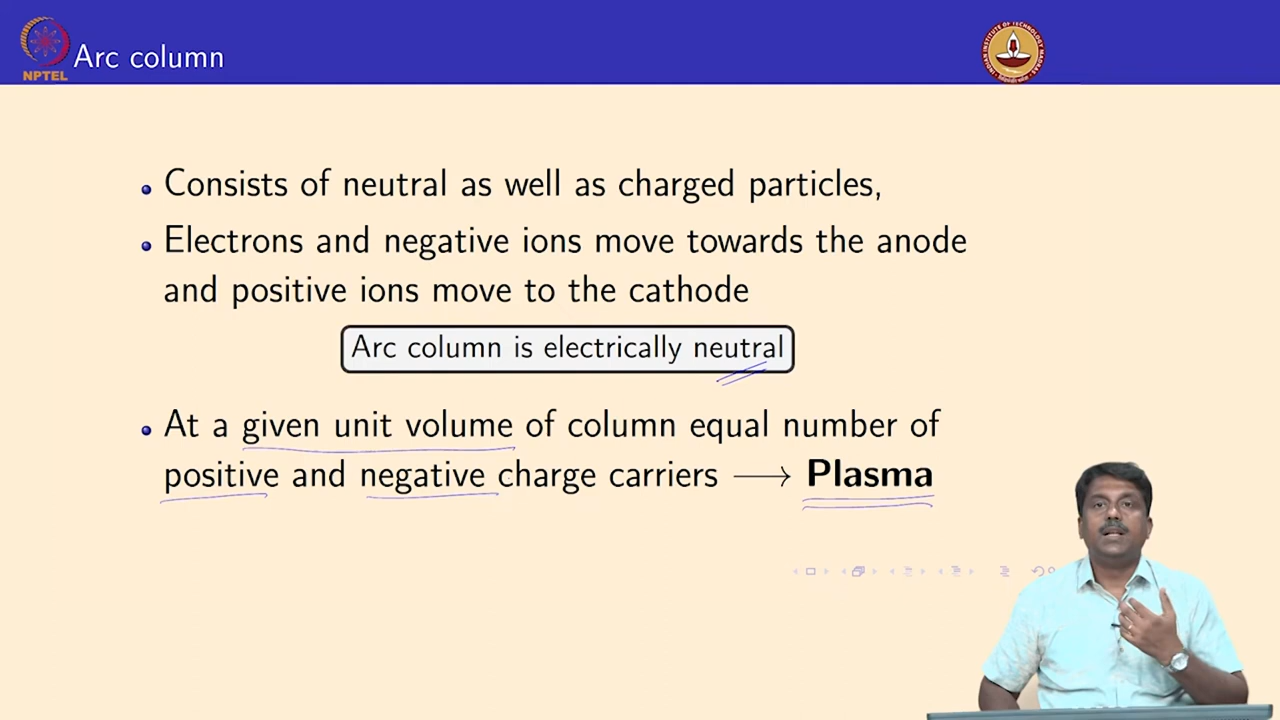 Arc column
NPTEL
Consists of neutral as well as charged particles,
Electrons and negative ions move towards the anode
and positive ions move to the cathode
Arc column is electrically neutral
At a given unit volume of column equal number of
positive and negative charge carriers ⟶ Plasma